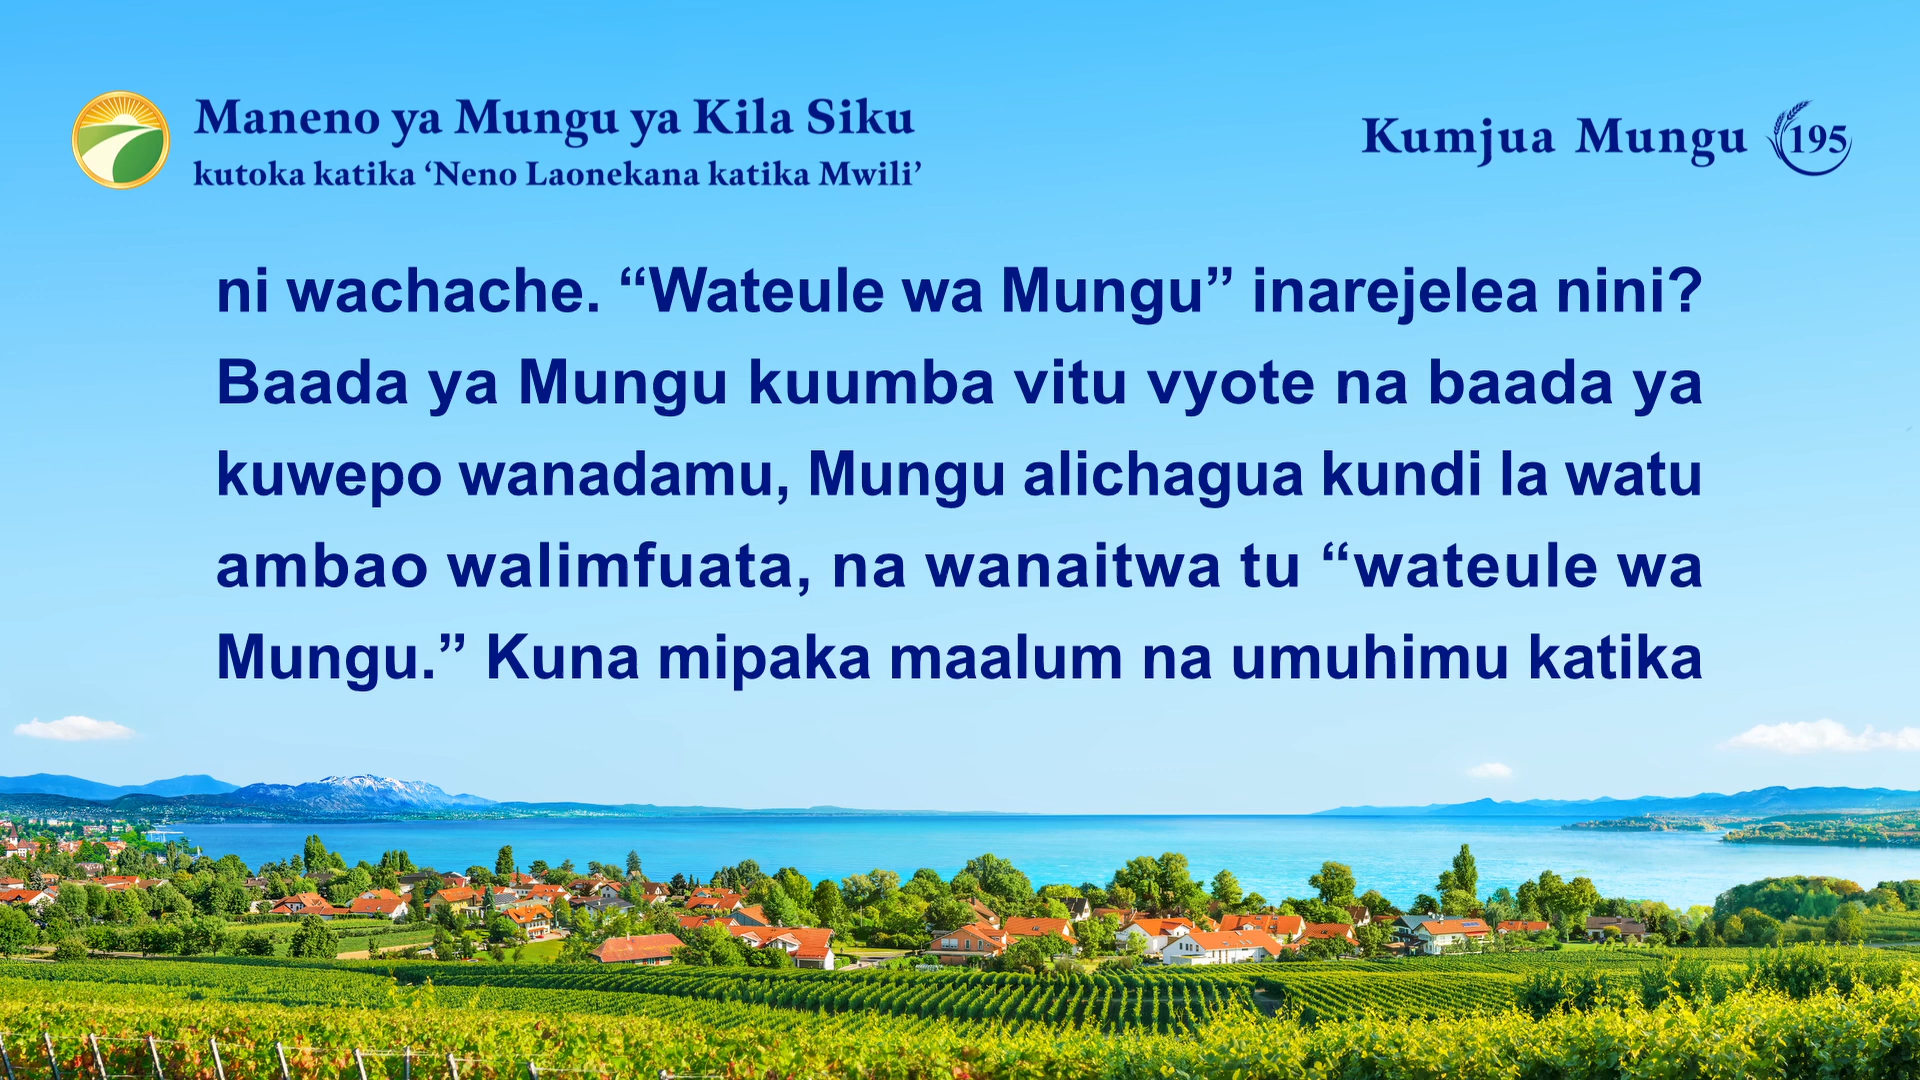 Maneno ya Mungu ya Kila Siku
kutoka katika ‘Neno Laonekana katika Mwili’
Kumjua Mungu 195
ni wachache. “Wateule wa Mungu” inarejelea nini?
Baada ya Mungu kuumba vitu vyote na baada ya
kuwepo wanadamu, Mungu alichagua kundi la watu
ambao walimfuata, na wanaitwa tu “wateule wa
Mungu.” Kuna mipaka maalum na umuhimu katika